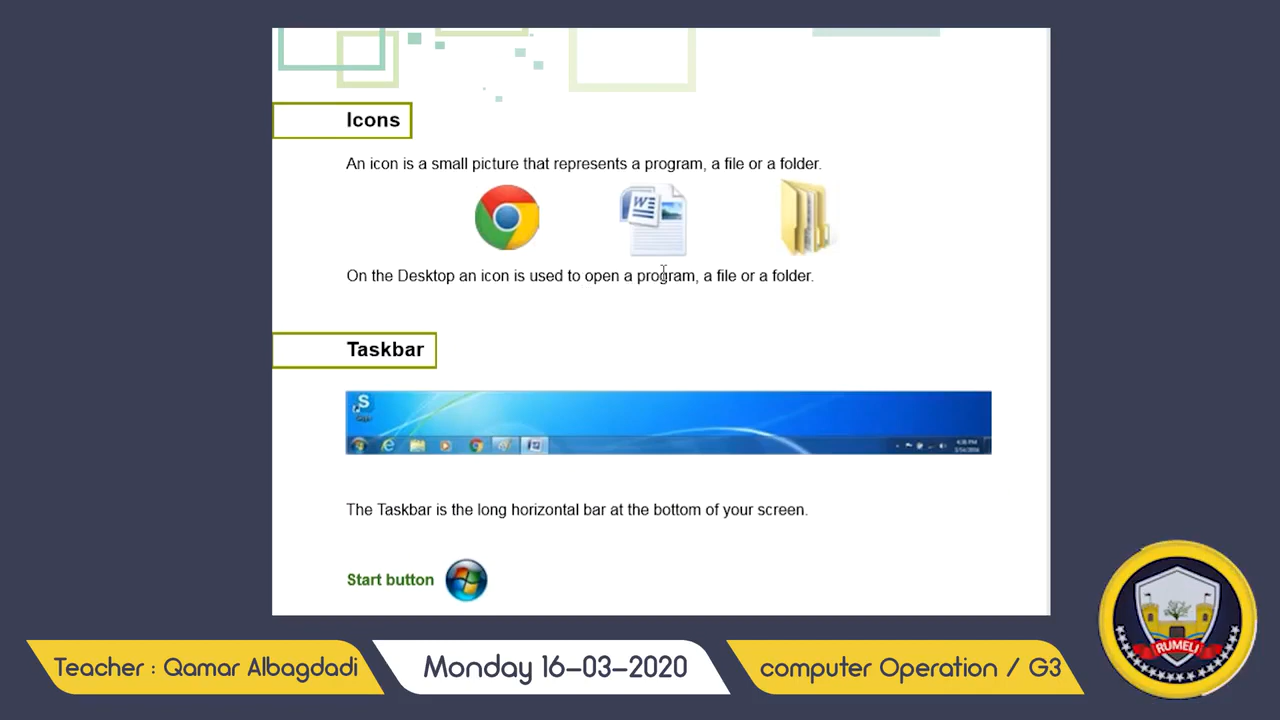 Icons
An icon is a small picture that represents a program, a file or a folder.
W
On the Desktop an icon is used to open a program, a file or a folder.
Taskbar
S
The Taskbar is the long horizontal bar at the bottom of your screen.
Start button
RUMELI
Teacher : Qamar Albagdadi
Monday 16-03-2020
computer Operation / G3